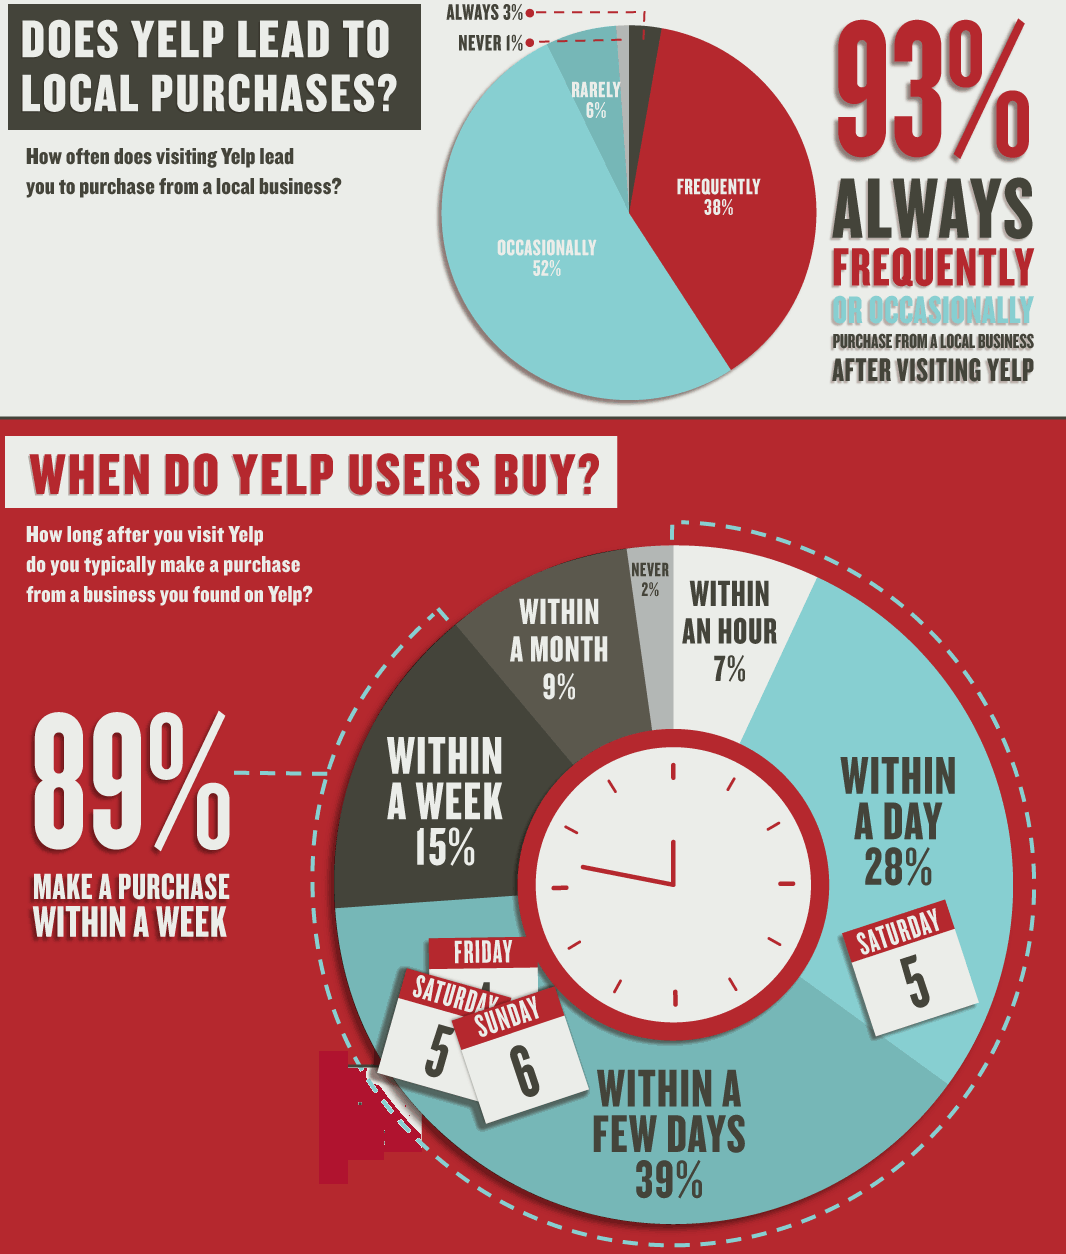 DOES YELP LEAD TO
LOCAL PURCHASES?
How often does visiting Yelp lead
you to purchase from a local business?
ALWAYS 3%
NEVER 1%
RARELY
6%
FREQUENTLY
38%
OCCASIONALLY
52%
93%
ALWAYS
FREQUENTLY
OR OCCASIONALLY
PURCHASE FROM A LOCAL BUSINESS
AFTER VISITING YELP
WHEN DO YELP USERS BUY?
How long after you visit Yelp
do you typically make a purchase
from a business you found on Yelp?
NEVER
2%
WITHIN
AN HOUR
7%
WITHIN
A MONTH
9%
WITHIN
A WEEK
15%
WITHIN
A DAY
28%
89%
MAKE A PURCHASE
WITHIN A WEEK
SATURDAY
5
FRIDAY
SATURDAY
5
SUNDAY
6
WITHIN A
FEW DAYS
39%